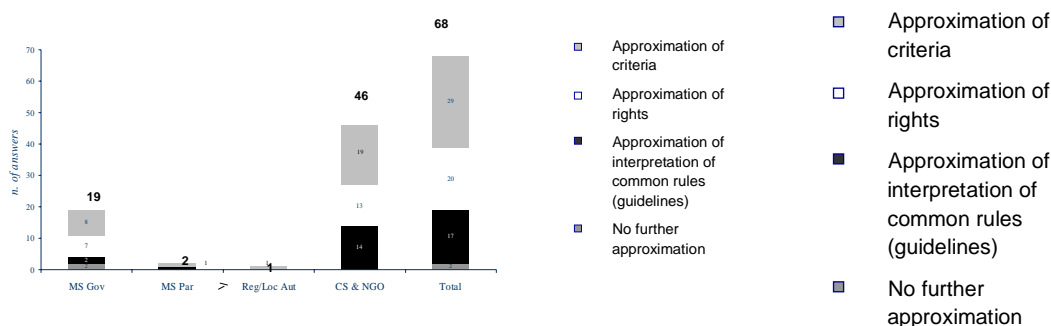 68
70
60
50
40
30
20
10
0
n. of answers
19
8
7
2
2
2
1
1
1
46
19
13
14
29
20
17
2
MS Gov
MS Par
>
Reg/Loc Aut
CS & NGO
Total
Approximation of
criteria
Approximation of
rights
Approximation of
interpretation of
common rules
(guidelines)
No further
approximation
Approximation of
criteria
Approximation of
rights
Approximation of
interpretation of
common rules
(guidelines)
No further
approximation